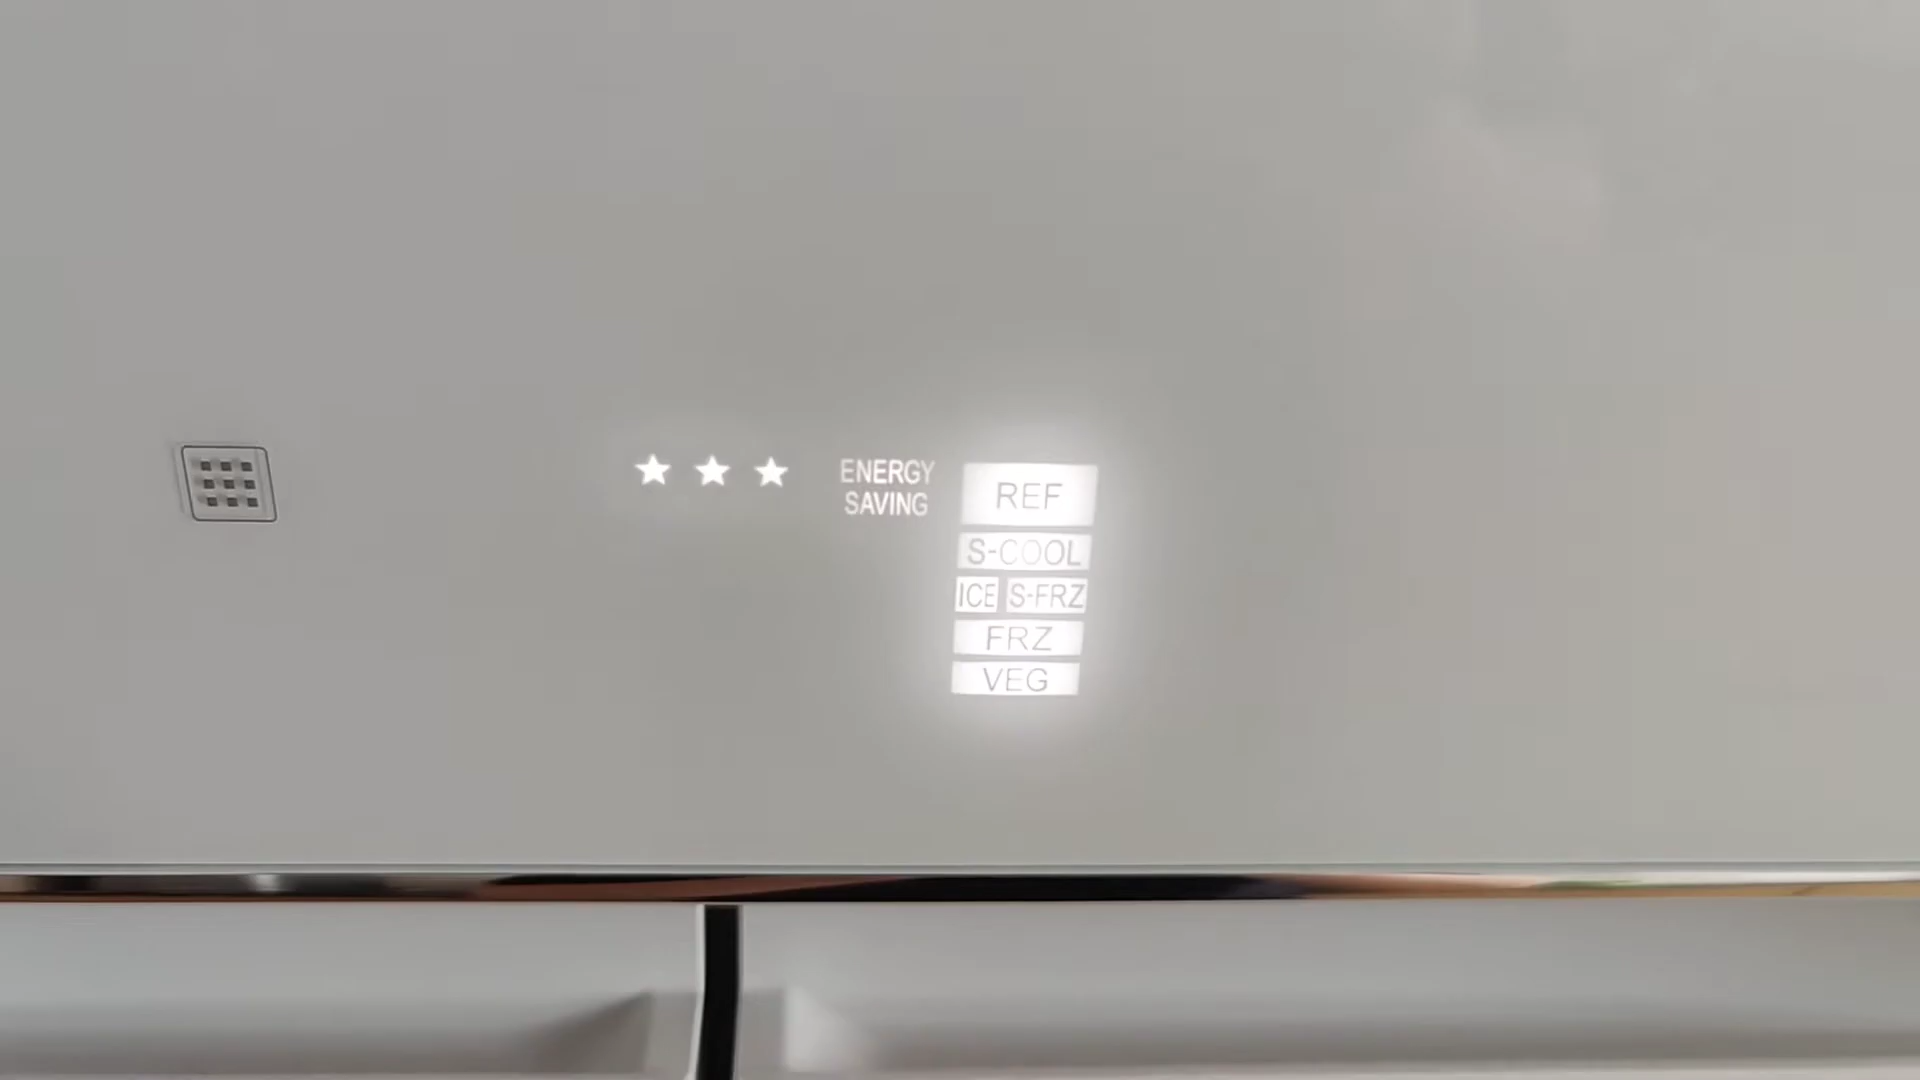 ★ ★ ★ ENERGY
SAVING
REF
S-COOL
ICE S-FRZ
FRZ
VEG